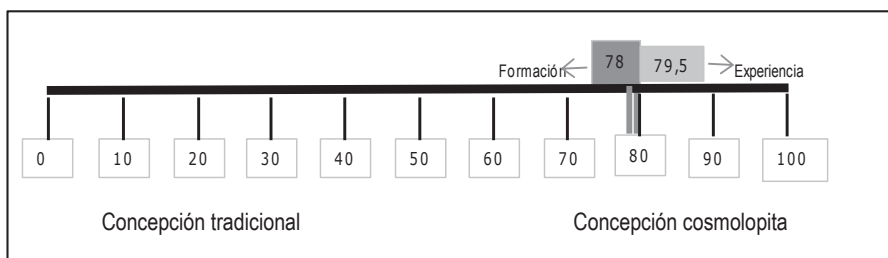 78 79,5
Formación Experiencia
0 10 20 30 40 50 60 70 80 90 100
Concepción tradicional Concepción cosmolopita